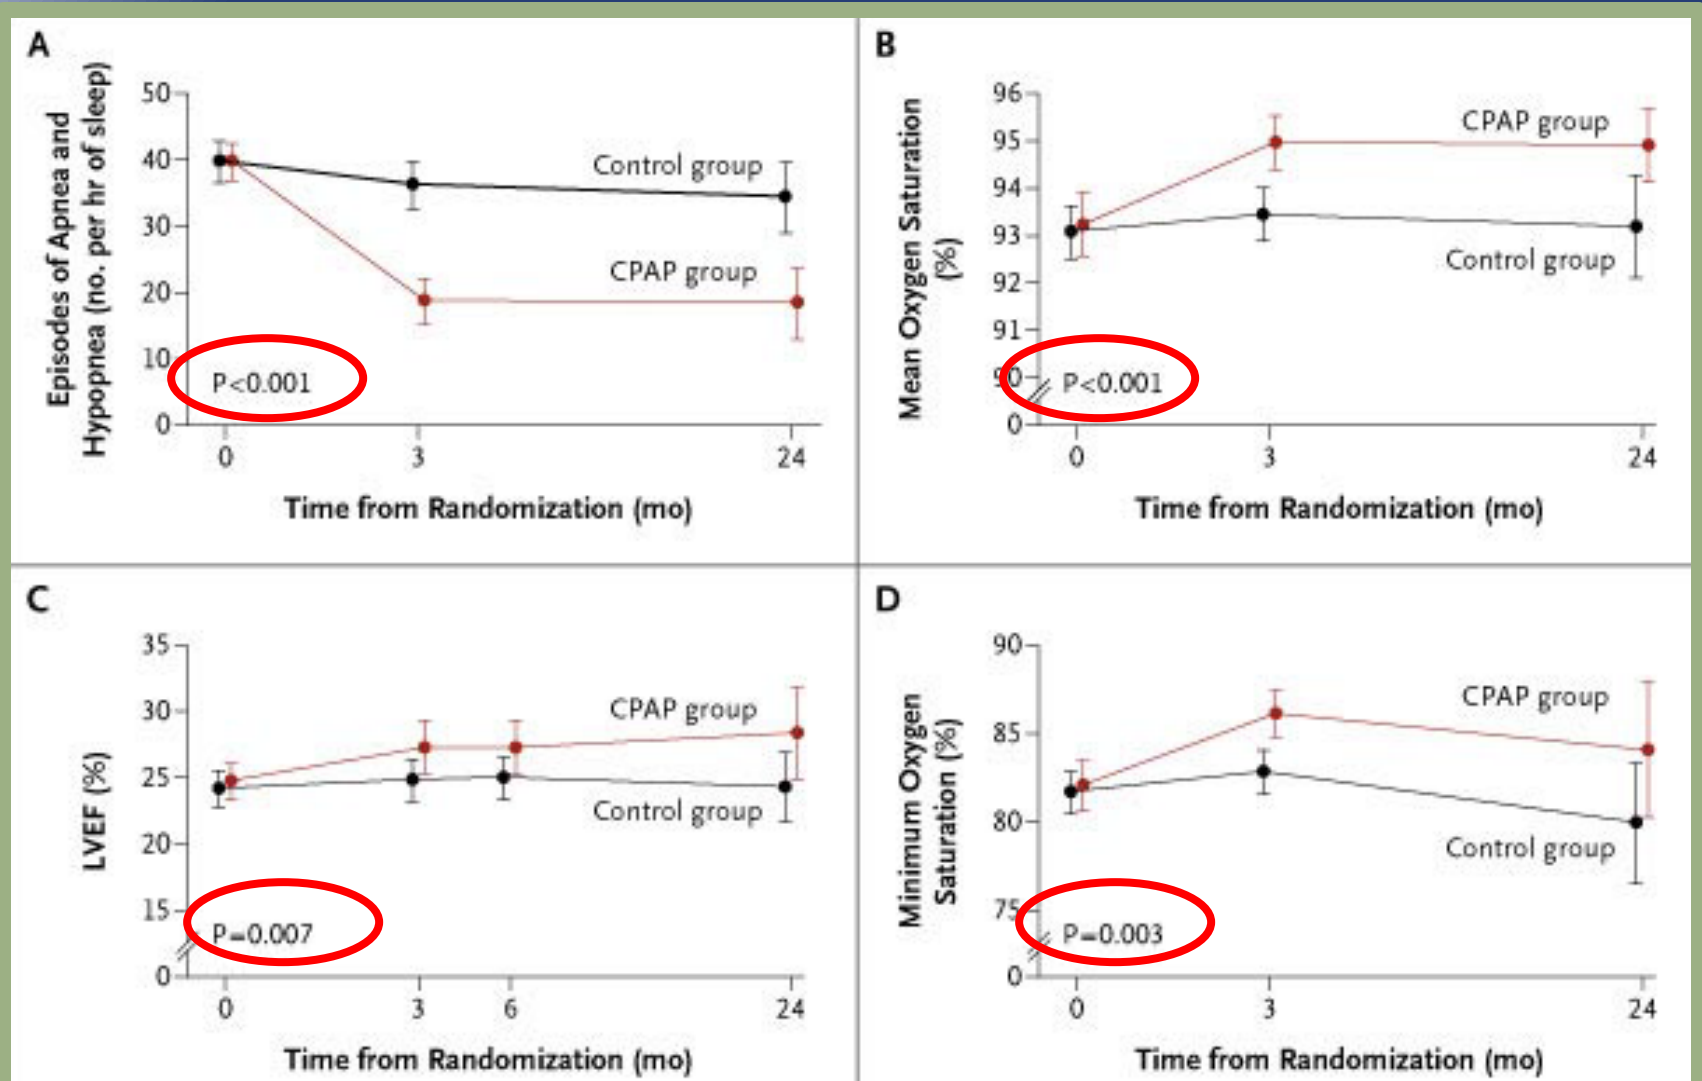 A
Episodes of Apnea and
Hypopnea (no. per hr of sleep)
50
40
30
20
10
0
Control group
CPAP group
P<0.001
0 3 24
Time from Randomization (mo)
B
Mean Oxygen Saturation
(%)
96
95
94
93
92
91
90
0
CPAP group
Control group
P<0.001
0 3 24
Time from Randomization (mo)
C
LVEF (%)
35
30
25
20
15
0
CPAP group
Control group
P=0.007
0 3 6 24
Time from Randomization (mo)
D
Minimum Oxygen
Saturation (%)
90
85
80
75
0
CPAP group
Control group
P=0.003
0 3 24
Time from Randomization (mo)